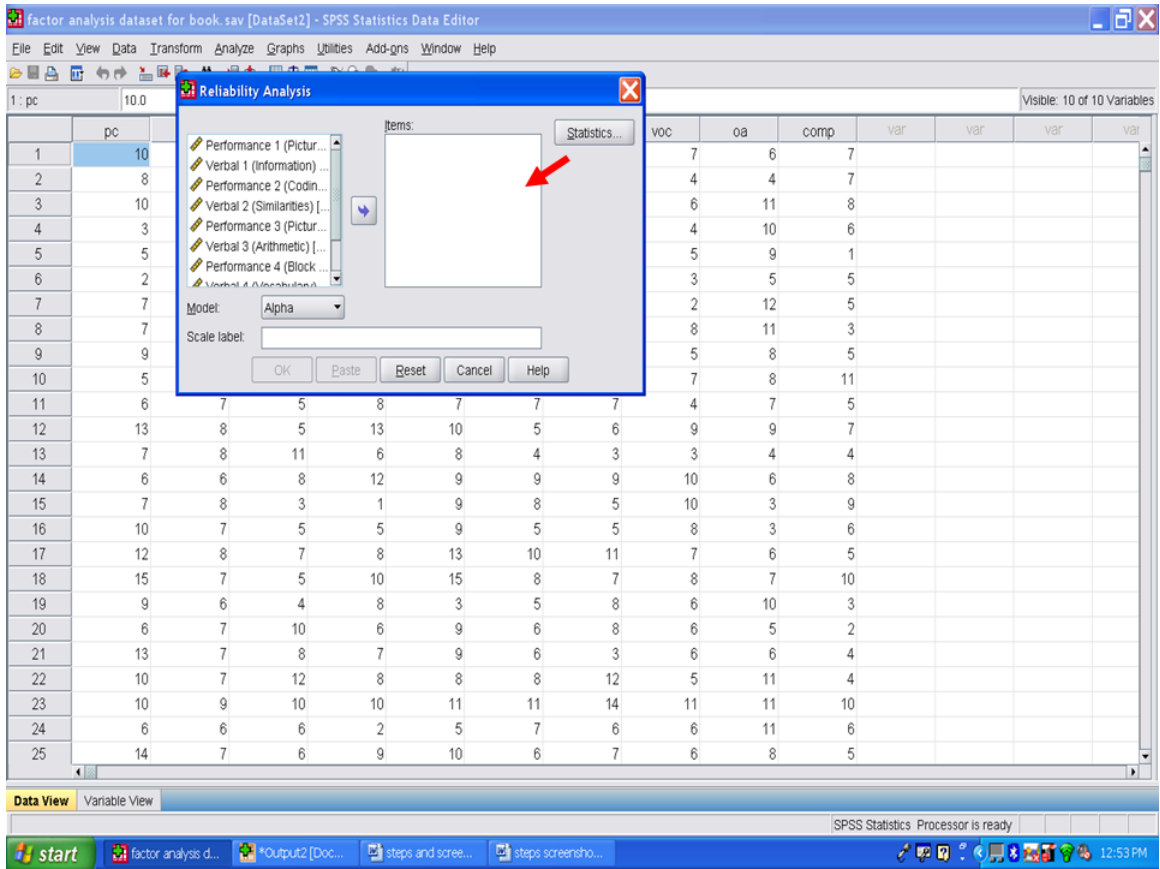 factor analysis dataset for book.sav [DataSet2] - SPSS Statistics Data Editor
File Edit View Data Transform Analyze Graphs Utilities Add-ons Window Help
1 : pc 10.0 Visible: 10 of 10 Variables
Reliability Analysis
Items:
Statistics...
Performance 1 (Pictur...
Verbal 1 (Information) ...
Performance 2 (Codin...
Verbal 2 (Similarities) [...
Performance 3 (Pictur...
Verbal 3 (Arithmetic) [...
Performance 4 (Block ...
Verbal 4 (Vocabulary)
Model: Alpha
Scale label:
OK Paste Reset Cancel Help
pc voc oa comp var var var var
1 10 7 6 7
2 8 4 4 7
3 10 6 11 8
4 3 4 10 6
5 5 5 9 1
6 2 3 5 5
7 7 2 12 5
8 7 8 11 3
9 9 5 8 5
10 5 7 8 11
11 6 7 5 8 7 7 7 4 7 5
12 13 8 5 13 10 5 6 9 9 7
13 7 8 11 6 8 4 3 3 4 4
14 6 6 8 12 9 9 9 10 6 8
15 7 8 3 1 9 8 5 10 3 9
16 10 7 5 5 9 5 5 8 3 6
17 12 8 7 8 13 10 11 7 6 5
18 15 7 5 10 15 8 7 8 7 10
19 9 6 4 8 3 5 8 6 10 3
20 6 7 10 6 9 6 8 6 5 2
21 13 7 8 7 9 6 3 6 6 4
22 10 7 12 8 8 8 12 5 11 4
23 10 9 10 10 11 11 14 11 11 10
24 6 6 6 2 5 7 6 6 11 6
25 14 7 6 9 10 6 7 6 8 5
Data View Variable View
SPSS Statistics Processor is ready
start factor analysis d... *Output2 [Doc... steps and scree... steps screensho... 12:53 PM